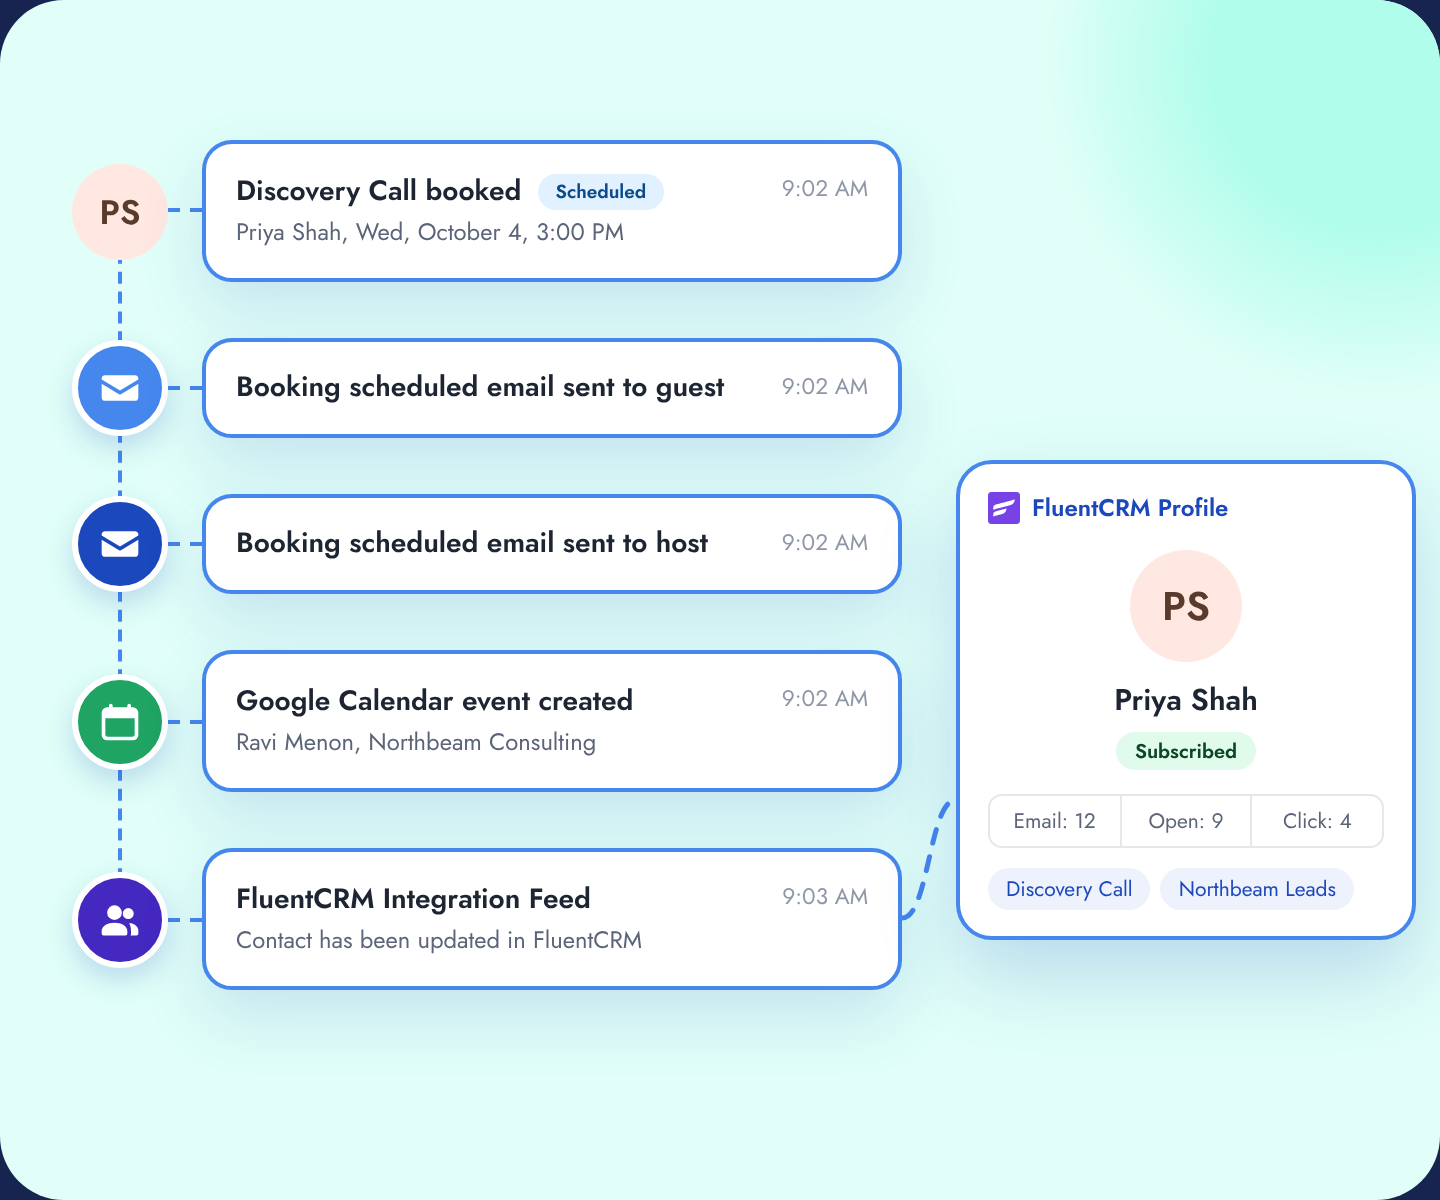 PS
Discovery Call booked Scheduled 9:02 AM
Priya Shah, Wed, October 4, 3:00 PM
Booking scheduled email sent to guest 9:02 AM
Booking scheduled email sent to host 9:02 AM
Google Calendar event created 9:02 AM
Ravi Menon, Northbeam Consulting
FluentCRM Integration Feed 9:03 AM
Contact has been updated in FluentCRM
FluentCRM Profile
PS
Priya Shah
Subscribed
Email: 12 Open: 9 Click: 4
Discovery Call Northbeam Leads